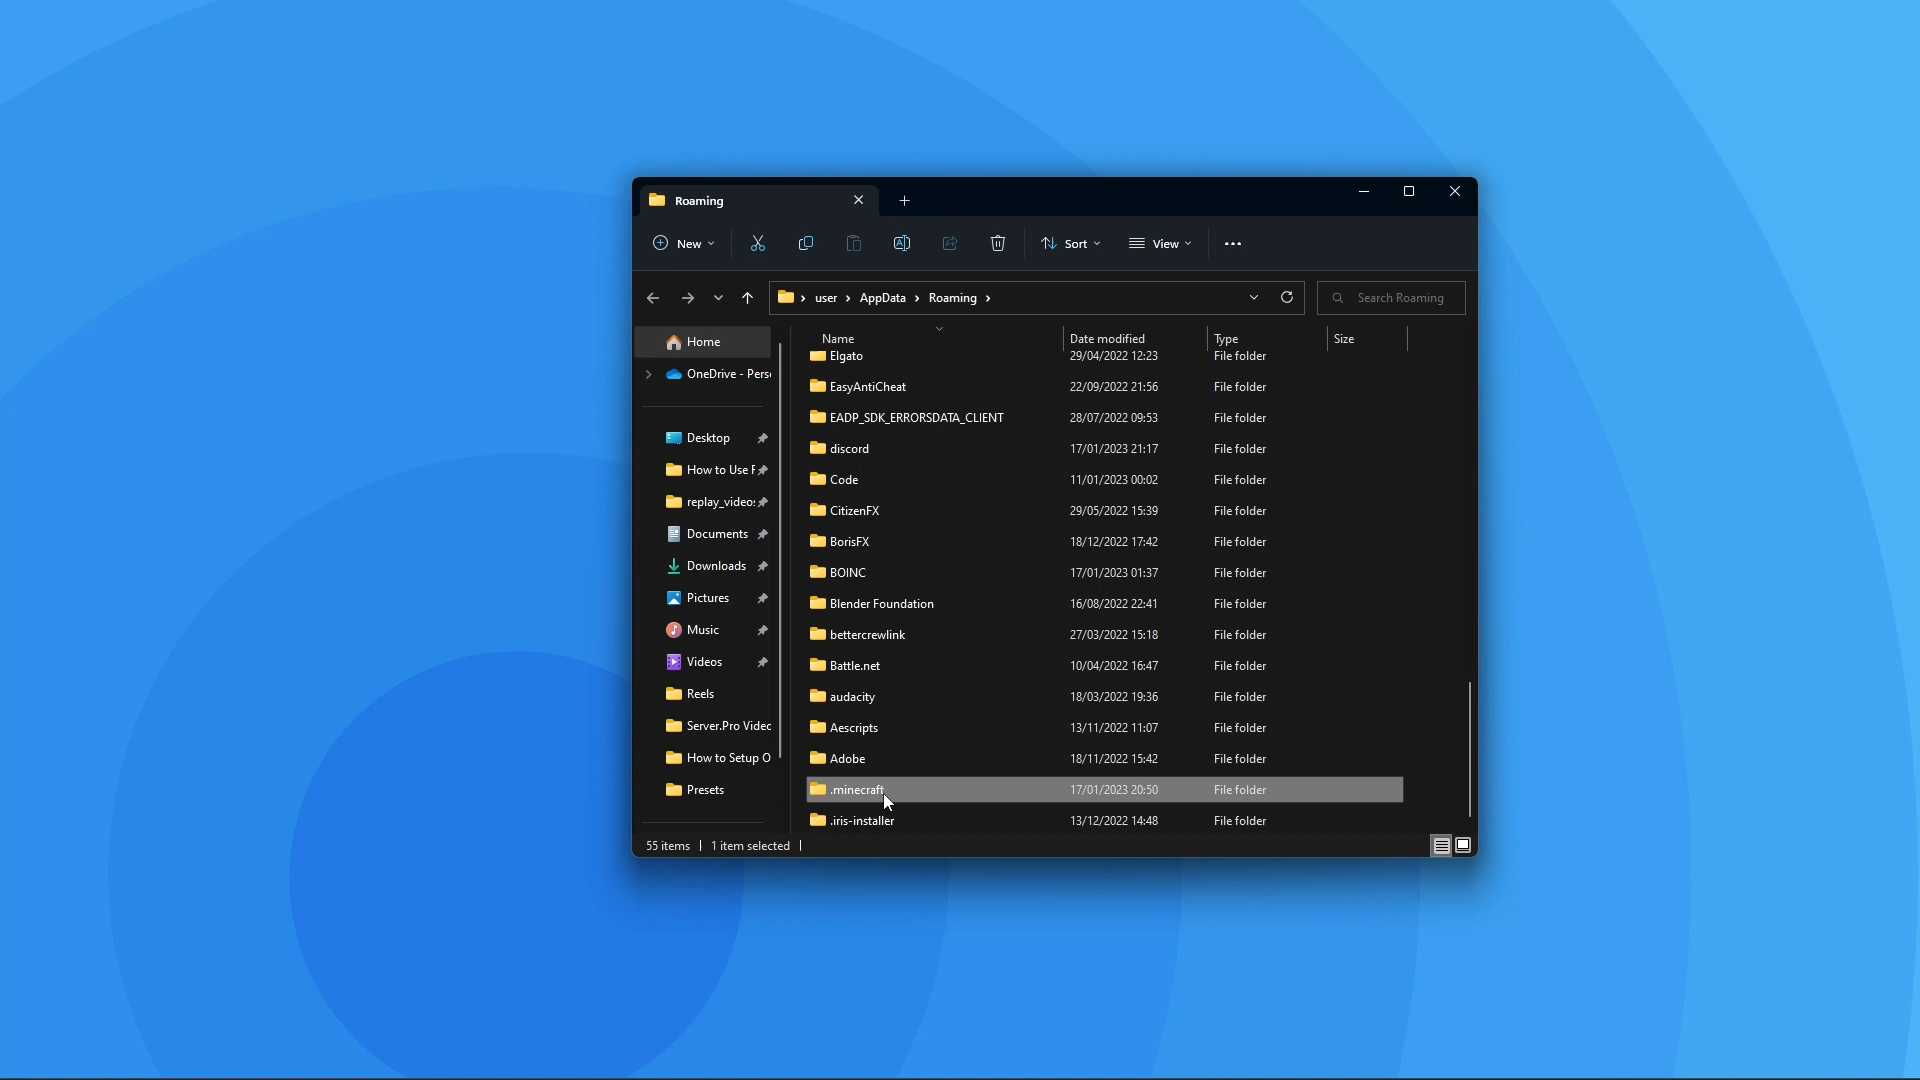 Roaming
New
Sort
View
user
AppData
Roaming
Search Roaming
Home
OneDrive - Pers
Desktop
How to Use F
replay_video
Documents
Downloads
Pictures
Music
Videos
Reels
Server.Pro Videc
How to Setup O
Presets
Name Date modified Type Size
Elgato 29/04/2022 12:23 File folder
EasyAntiCheat 22/09/2022 21:56 File folder
EADP_SDK_ERRORSDATA_CLIENT 28/07/2022 09:53 File folder
discord 17/01/2023 21:17 File folder
Code 11/01/2023 00:02 File folder
CitizenFX 29/05/2022 15:39 File folder
BorisFX 18/12/2022 17:42 File folder
BOINC 17/01/2023 01:37 File folder
Blender Foundation 16/08/2022 22:41 File folder
bettercrewlink 27/03/2022 15:18 File folder
Battle.net 10/04/2022 16:47 File folder
audacity 18/03/2022 19:36 File folder
Aescripts 13/11/2022 11:07 File folder
Adobe 18/11/2022 15:42 File folder
.minecraft 17/01/2023 20:50 File folder
.iris-installer 13/12/2022 14:48 File folder
55 items | 1 item selected |